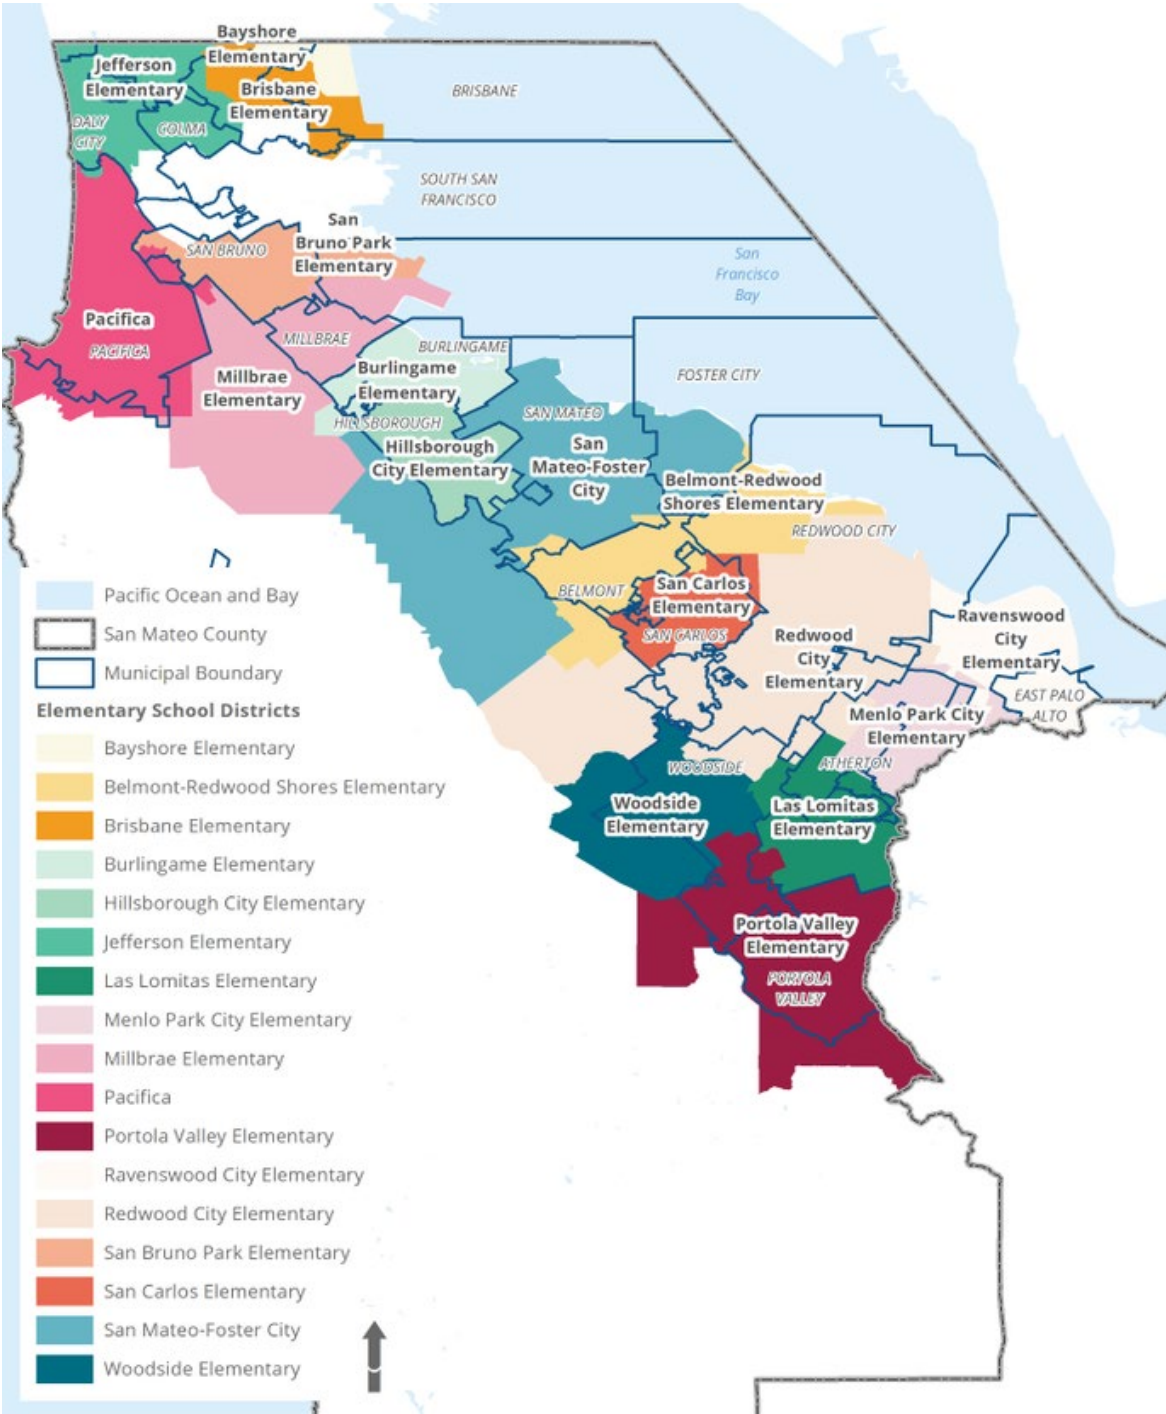 Bayshore
Elementary
Jefferson
Elementary
Brisbane
Elementary
BRISBANE
DALY
CITY
COLMA
SOUTH SAN
FRANCISCO
San
Bruno Park
Elementary
SAN BRUNO
San
Francisco
Bay
Pacifica
PACIFICA
MILLBRAE
BURLINGAME
Millbrae
Elementary
Burlingame
Elementary
FOSTER CITY
HILLSBOROUGH
SAN MATEO
Hillsborough
City Elementary
San
Mateo-Foster
City
Belmont-Redwood
Shores Elementary
REDWOOD CITY
BELMONT
San Carlos
Elementary
SAN CARLOS
Redwood
City
Elementary
Ravenswood
City
Elementary
EAST PALO
ALTO
Menlo Park City
Elementary
WOODSIDE
ATHERTON
Woodside
Elementary
Las Lomitas
Elementary
Portola Valley
Elementary
PORTOLA
VALLEY
Pacific Ocean and Bay
San Mateo County
Municipal Boundary
Elementary School Districts
Bayshore Elementary
Belmont-Redwood Shores Elementary
Brisbane Elementary
Burlingame Elementary
Hillsborough City Elementary
Jefferson Elementary
Las Lomitas Elementary
Menlo Park City Elementary
Millbrae Elementary
Pacifica
Portola Valley Elementary
Ravenswood City Elementary
Redwood City Elementary
San Bruno Park Elementary
San Carlos Elementary
San Mateo-Foster City
Woodside Elementary